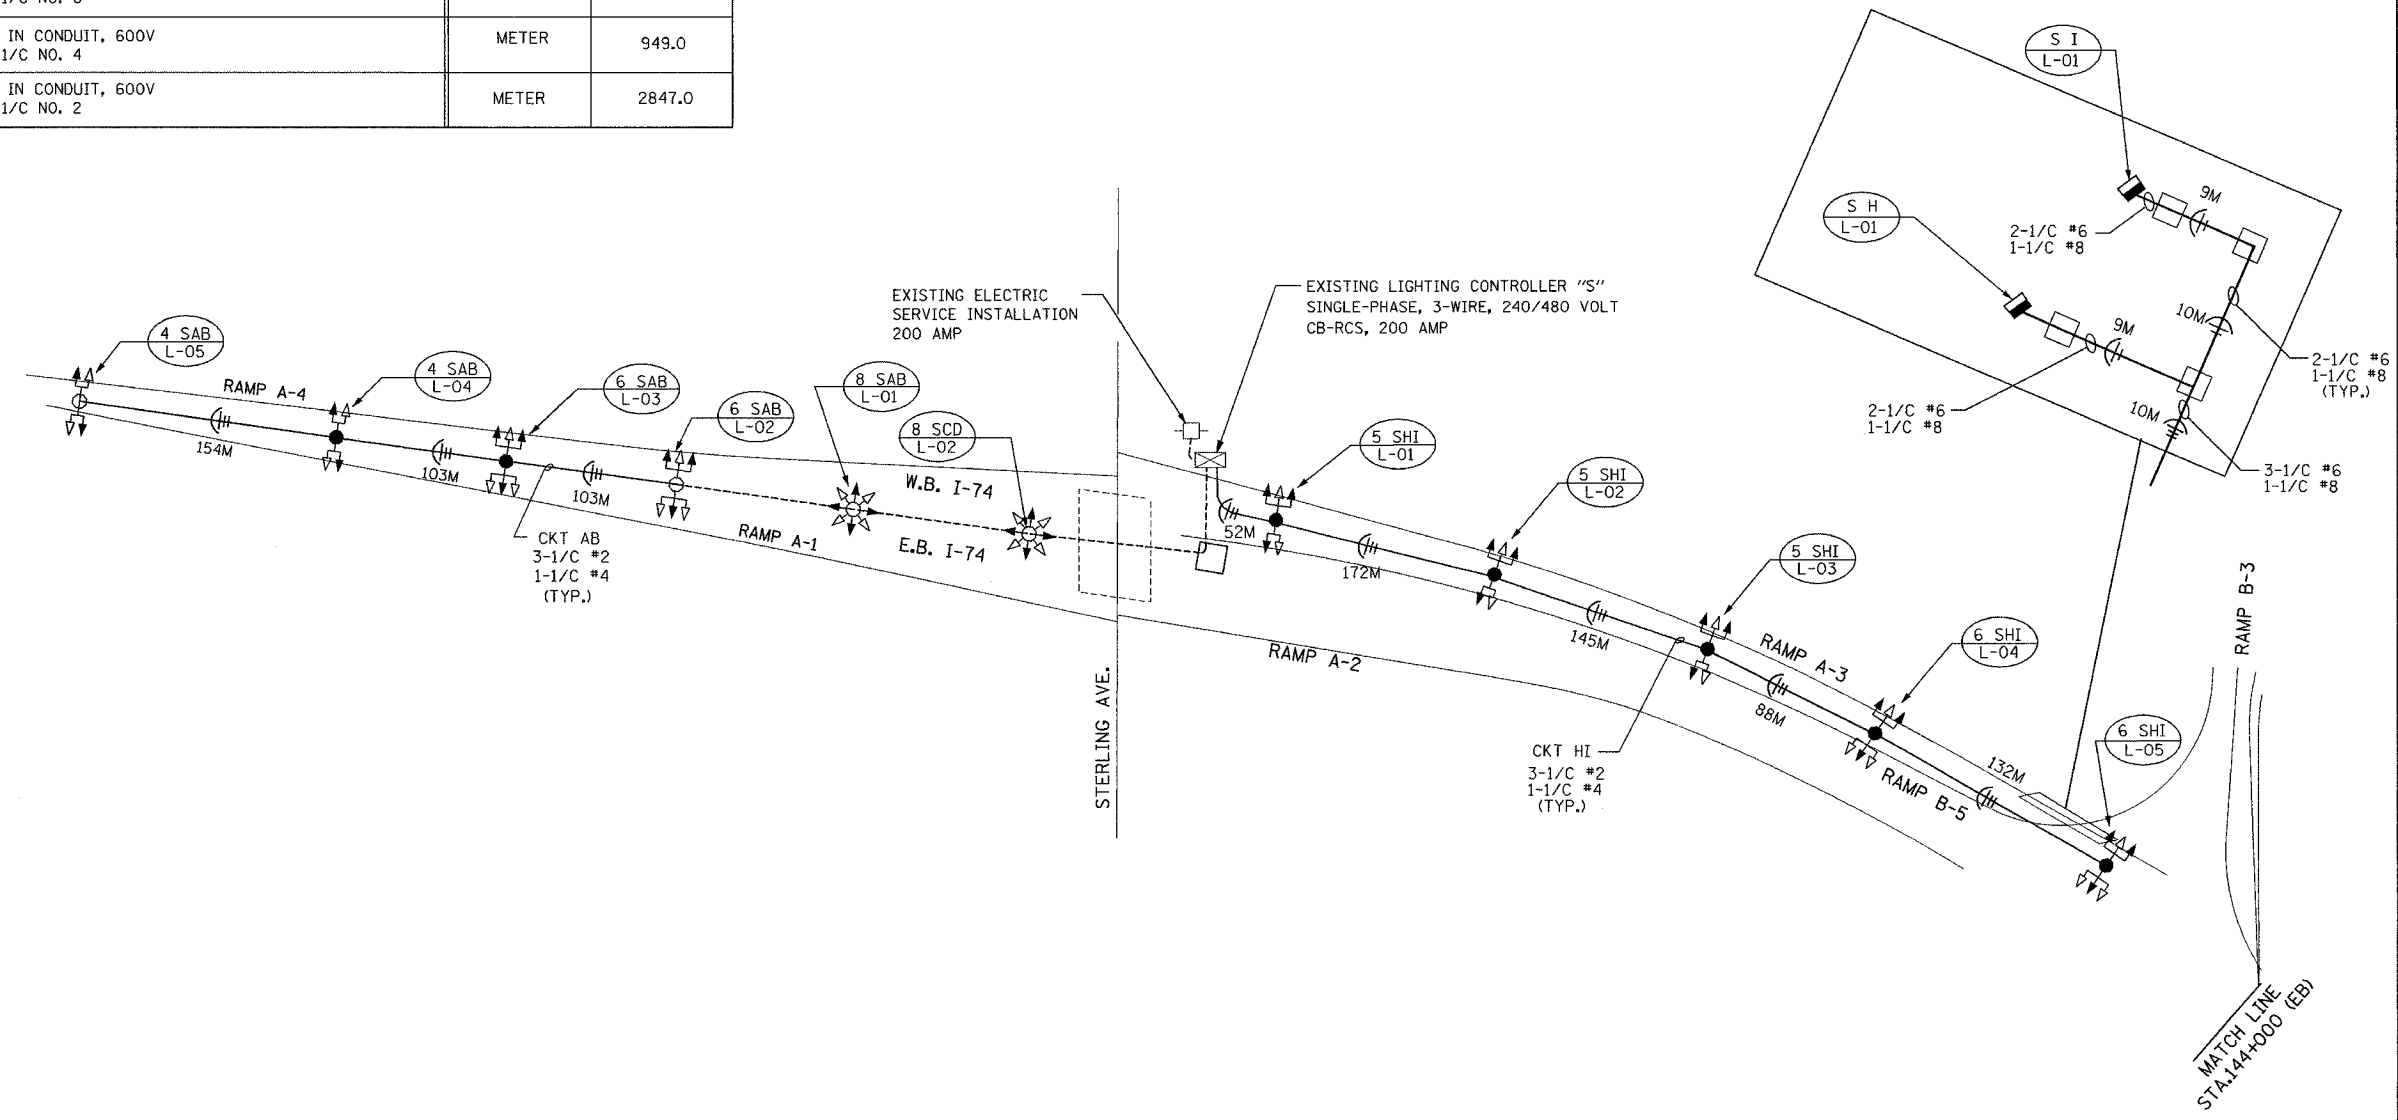 IN CONDUIT, 600V
1/C NO. 4
METER
949.0
IN CONDUIT, 600V
1/C NO. 2
METER
2847.0
S I
L-01
S H
L-01
9M
2-1/C #6
1-1/C #8
10M
9M
2-1/C #6
1-1/C #8
(TYP.)
2-1/C #6
1-1/C #8
10M
3-1/C #6
1-1/C #8
EXISTING ELECTRIC
SERVICE INSTALLATION
200 AMP
EXISTING LIGHTING CONTROLLER "S"
SINGLE-PHASE, 3-WIRE, 240/480 VOLT
CB-RCS, 200 AMP
4 SAB
L-05
4 SAB
L-04
6 SAB
L-03
6 SAB
L-02
8 SAB
L-01
8 SCD
L-02
RAMP A-4
154M
103M
103M
W.B. I-74
RAMP A-1
E.B. I-74
CKT AB
3-1/C #2
1-1/C #4
(TYP.)
STERLING AVE.
5 SHI
L-01
5 SHI
L-02
5 SHI
L-03
6 SHI
L-04
6 SHI
L-05
52M
172M
145M
88M
132M
RAMP A-2
RAMP A-3
RAMP B-5
RAMP B-3
CKT HI
3-1/C #2
1-1/C #4
(TYP.)
MATCH LINE
STA.144+000 (EB)